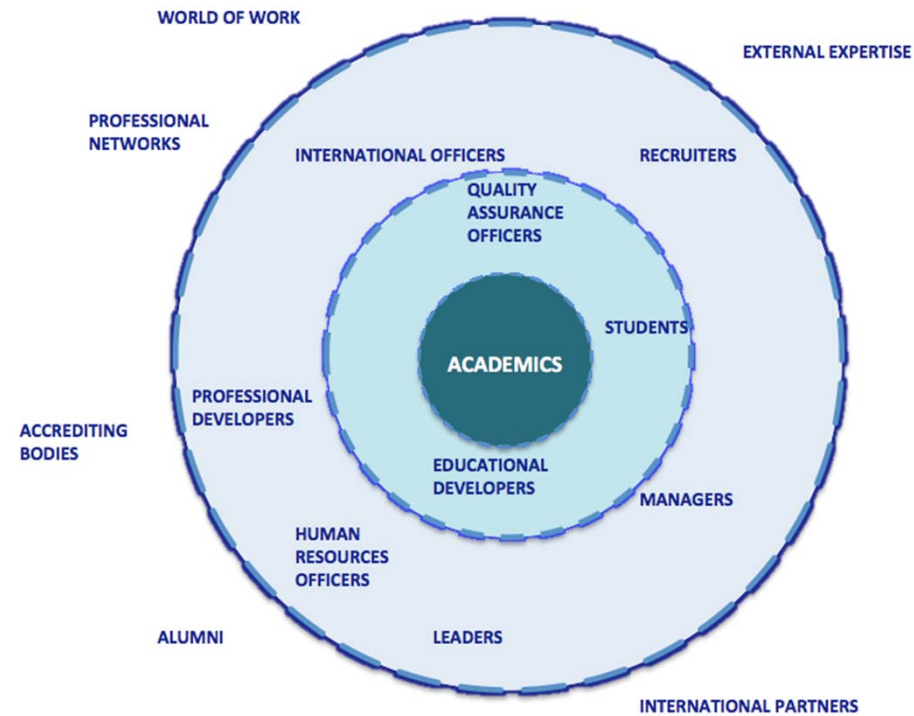 WORLD OF WORK
EXTERNAL EXPERTISE
PROFESSIONAL
NETWORKS
INTERNATIONAL OFFICERS
RECRUITERS
QUALITY
ASSURANCE
OFFICERS
STUDENTS
ACADEMICS
PROFESSIONAL
DEVELOPERS
ACCREDITING
BODIES
EDUCATIONAL
DEVELOPERS
MANAGERS
HUMAN
RESOURCES
OFFICERS
ALUMNI
LEADERS
INTERNATIONAL PARTNERS